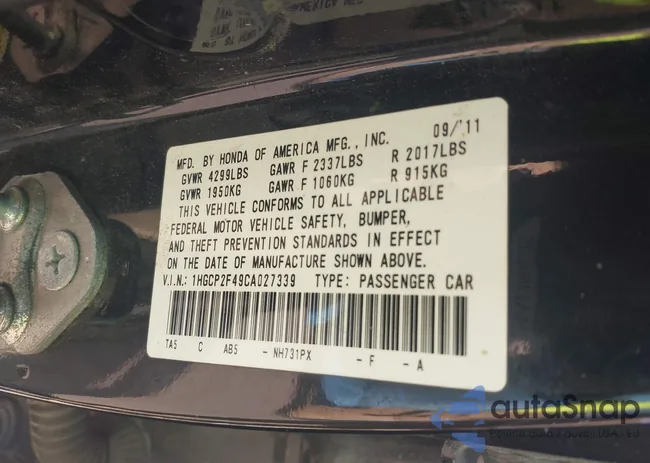 MFD. BY HONDA OF AMERICA MFG., INC. 09/'11
GVWR 4299LBS GAWR F 2337LBS R 2017LBS
GVWR 1950KG GAWR F 1060KG R 915KG
THIS VEHICLE CONFORMS TO ALL APPLICABLE
FEDERAL MOTOR VEHICLE SAFETY, BUMPER,
AND THEFT PREVENTION STANDARDS IN EFFECT
ON THE DATE OF MANUFACTURE SHOWN ABOVE.
V.I.N.: 1HGCP2F49CA027339 TYPE: PASSENGER CAR
TA5 C AB5 - NH731PX - F - A
autoSnap